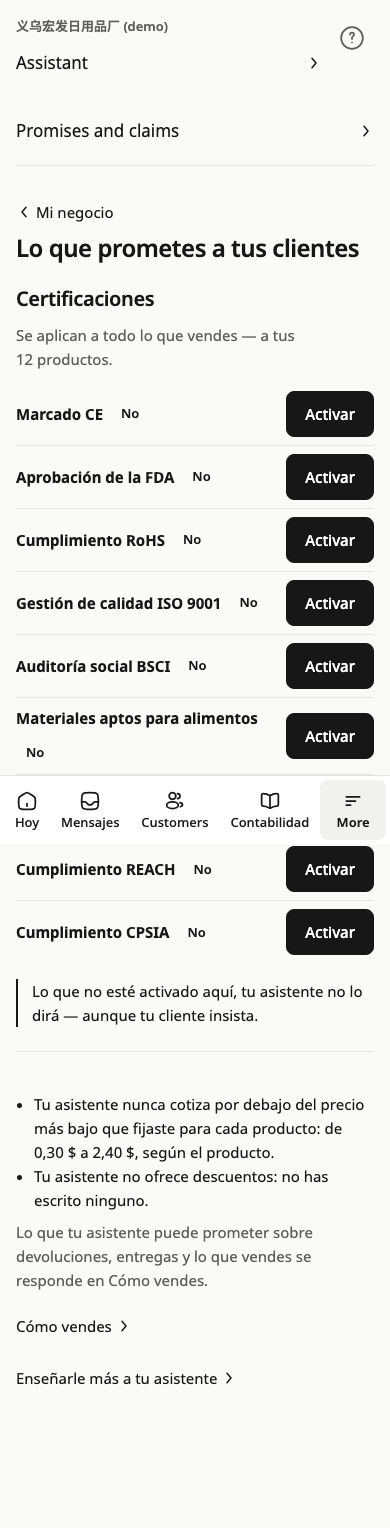 义乌宏发日用品厂 (demo)
Assistant
Promises and claims
Mi negocio
Lo que prometes a tus clientes
Certificaciones
Se aplican a todo lo que vendes — a tus
12 productos.
Marcado CE No Activar
Aprobación de la FDA No Activar
Cumplimiento RoHS No Activar
Gestión de calidad ISO 9001 No Activar
Auditoría social BSCI No Activar
Materiales aptos para alimentos
No Activar
Hoy Mensajes Customers Contabilidad More
Cumplimiento REACH No Activar
Cumplimiento CPSIA No Activar
Lo que no esté activado aquí, tu asistente no lo
dirá — aunque tu cliente insista.
• Tu asistente nunca cotiza por debajo del precio
más bajo que fijaste para cada producto: de
0,30 $ a 2,40 $, según el producto.
• Tu asistente no ofrece descuentos: no has
escrito ninguno.
Lo que tu asistente puede prometer sobre
devoluciones, entregas y lo que vendes se
responde en Cómo vendes.
Cómo vendes
Enseñarle más a tu asistente